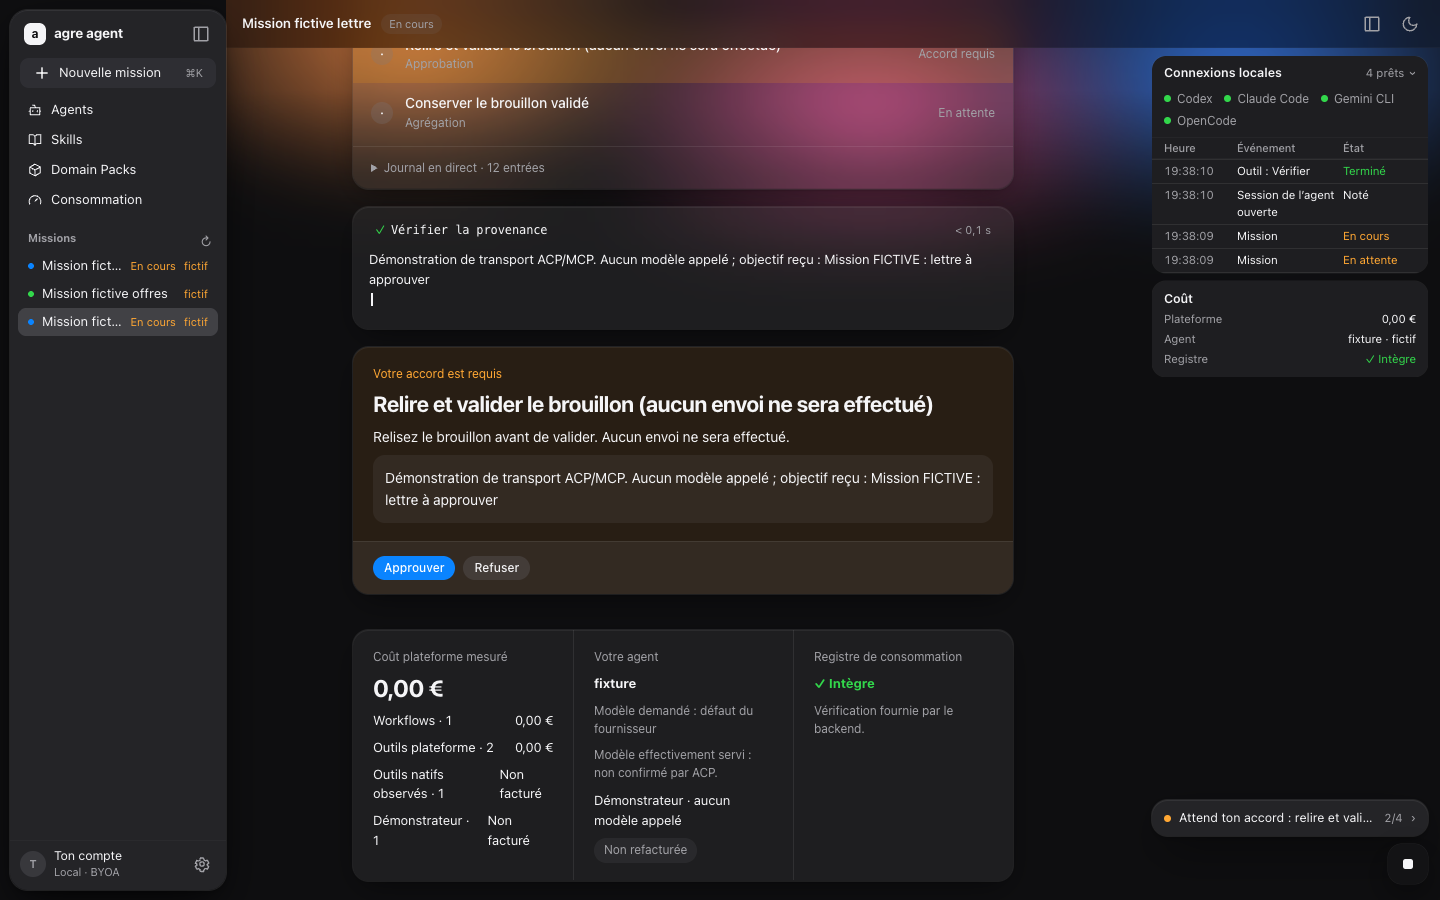 a agre agent
Nouvelle mission ⌘K
Agents
Skills
Domain Packs
Consommation
Missions
Mission fict... En cours fictif
Mission fictive offres fictif
Mission fict... En cours fictif
T
Ton compte
Local · BYOA
Mission fictive lettre En cours
Relire et valider le brouillon (aucun envoi ne sera effectué)
Approbation
Accord requis
Conserver le brouillon validé
Agrégation
En attente
Journal en direct · 12 entrées
✓ Vérifier la provenance < 0,1 s
Démonstration de transport ACP/MCP. Aucun modèle appelé ; objectif reçu : Mission FICTIVE : lettre à
approuver
Votre accord est requis
Relire et valider le brouillon (aucun envoi ne sera effectué)
Relisez le brouillon avant de valider. Aucun envoi ne sera effectué.
Démonstration de transport ACP/MCP. Aucun modèle appelé ; objectif reçu : Mission FICTIVE :
lettre à approuver
Approuver Refuser
Coût plateforme mesuré
0,00 €
Workflows · 1 0,00 €
Outils plateforme · 2 0,00 €
Outils natifs Non
observés · 1 facturé
Démonstrateur · Non
1 facturé
Votre agent
fixture
Modèle demandé : défaut du
fournisseur
Modèle effectivement servi :
non confirmé par ACP.
Démonstrateur · aucun
modèle appelé
Non refacturée
Registre de consommation
✓ Intègre
Vérification fournie par le
backend.
Connexions locales 4 prêts
Codex Claude Code Gemini CLI
OpenCode
Heure Événement État
19:38:10 Outil : Vérifier Terminé
19:38:10 Session de l'agent Noté
ouverte
19:38:09 Mission En cours
19:38:09 Mission En attente
Coût
Plateforme 0,00 €
Agent fixture · fictif
Registre ✓ Intègre
Attend ton accord : relire et vali... 2/4 ›